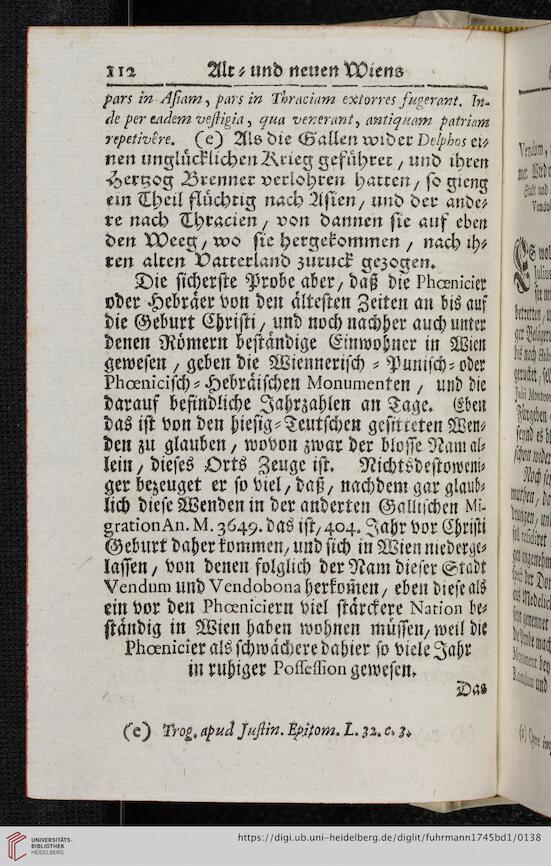 112 Alt- und neuen Wiens
pars in Asiam, pars in Thraciam extorres fugerant. In-
de per eadem vestigia, qua venerant, antiquam patriam
repetivêre. (e) Als die Gallen wider Delphos ei-
nen unglücklichen Krieg geführet, und ihren
Hertzog Brenner verlohren hatten, so gieng
ein Theil flüchtig nach Asien, und der ande-
re nach Thracien, von dannen sie auf eben
den Weeg, wo sie hergekommen, nach ih-
ren alten Vatterland zuruck gezogen.
Die sicherste Probe aber, daß die Phœnicier
oder Hebräer von den ältesten Zeiten an bis auf
die Geburt Christi, und noch nachher auch unter
denen Römern beständige Einwohner in Wien
gewesen, geben die Wiennerisch-Punisch- oder
Phœnicisch-Hebräischen Monumenten, und die
darauf befindliche Jahrzahlen an Tage. Eben
das ist von den hiesig-Teutschen gesitteten Wen-
den zu glauben, wovon zwar der blosse Nam al-
lein, dieses Orts Zeuge ist. Nichtsdestoweni-
ger bezeuget er so viel, daß, nachdem gar glaub-
lich diese Wenden in der anderten Gallischen Mi-
gration An. M. 3649. das ist, 404. Jahr vor Christi
Geburt daher kommen, und sich in Wien niederge-
lassen, von denen folglich der Nam dieser Stadt
Vendum und Vendobona herkom̃en, eben diese als
ein vor den Phœniciern viel stärckere Nation be-
ständig in Wien haben wohnen müssen, weil die
Phœnicier als schwächere dahier so viele Jahr
in ruhiger Possession gewesen.
Das
(e) Trog. apud Justin. Epitom. L. 32. c. 3.
UNIVERSITÄTS-
BIBLIOTHEK
HEIDELBERG
https://digi.ub.uni-heidelberg.de/diglit/fuhrmann1745bd1/0138